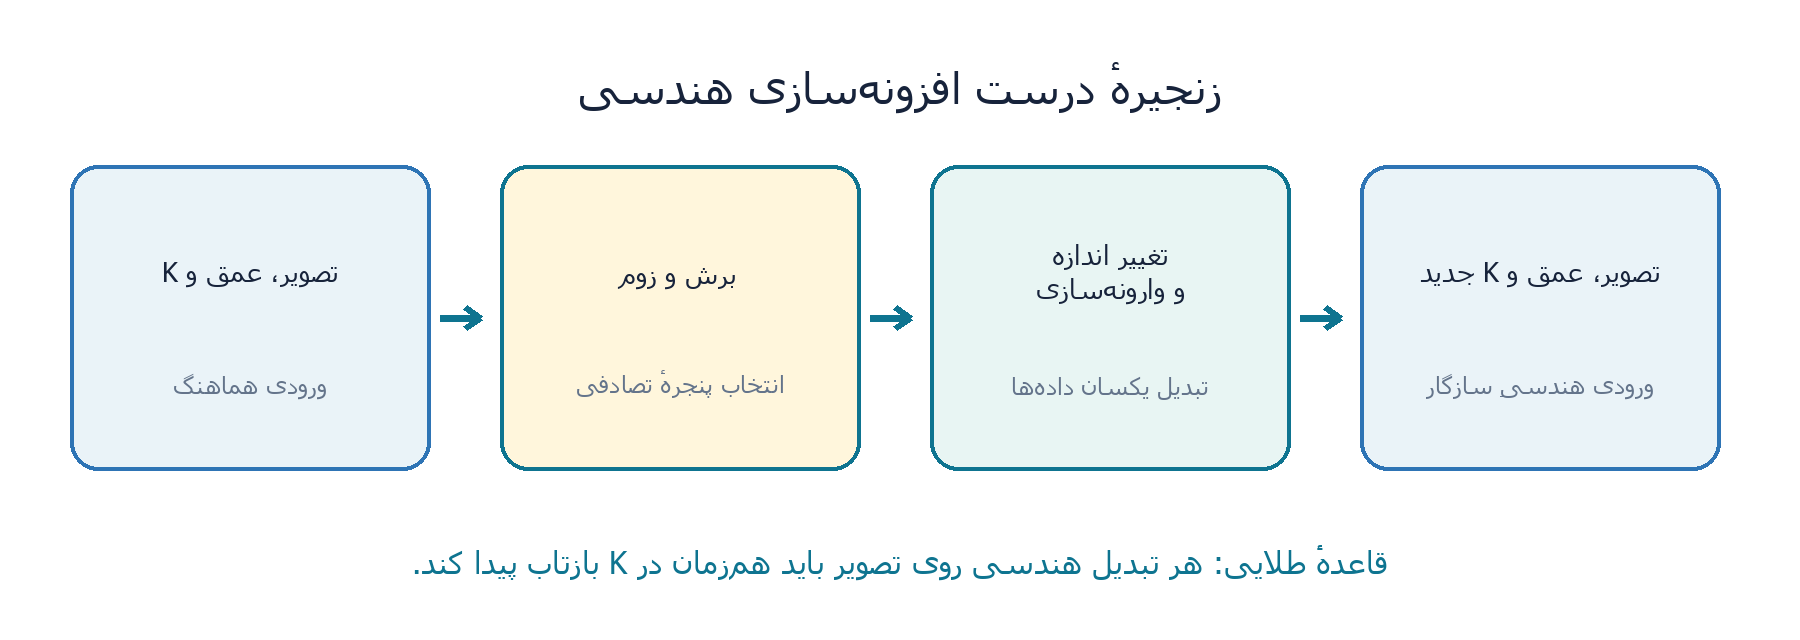 زنجیرهٔ درست افزونه‌سازی هندسی
تصویر، عمق و K
ورودی هماهنگ
برش و زوم
انتخاب پنجرهٔ تصادفی
تغییر اندازه
و وارونه‌سازی
تبدیل یکسان داده‌ها
تصویر، عمق و K جدید
ورودی هندسی سازگار
قاعدهٔ طلایی: هر تبدیل هندسی روی تصویر باید هم‌زمان در K بازتاب پیدا کند.